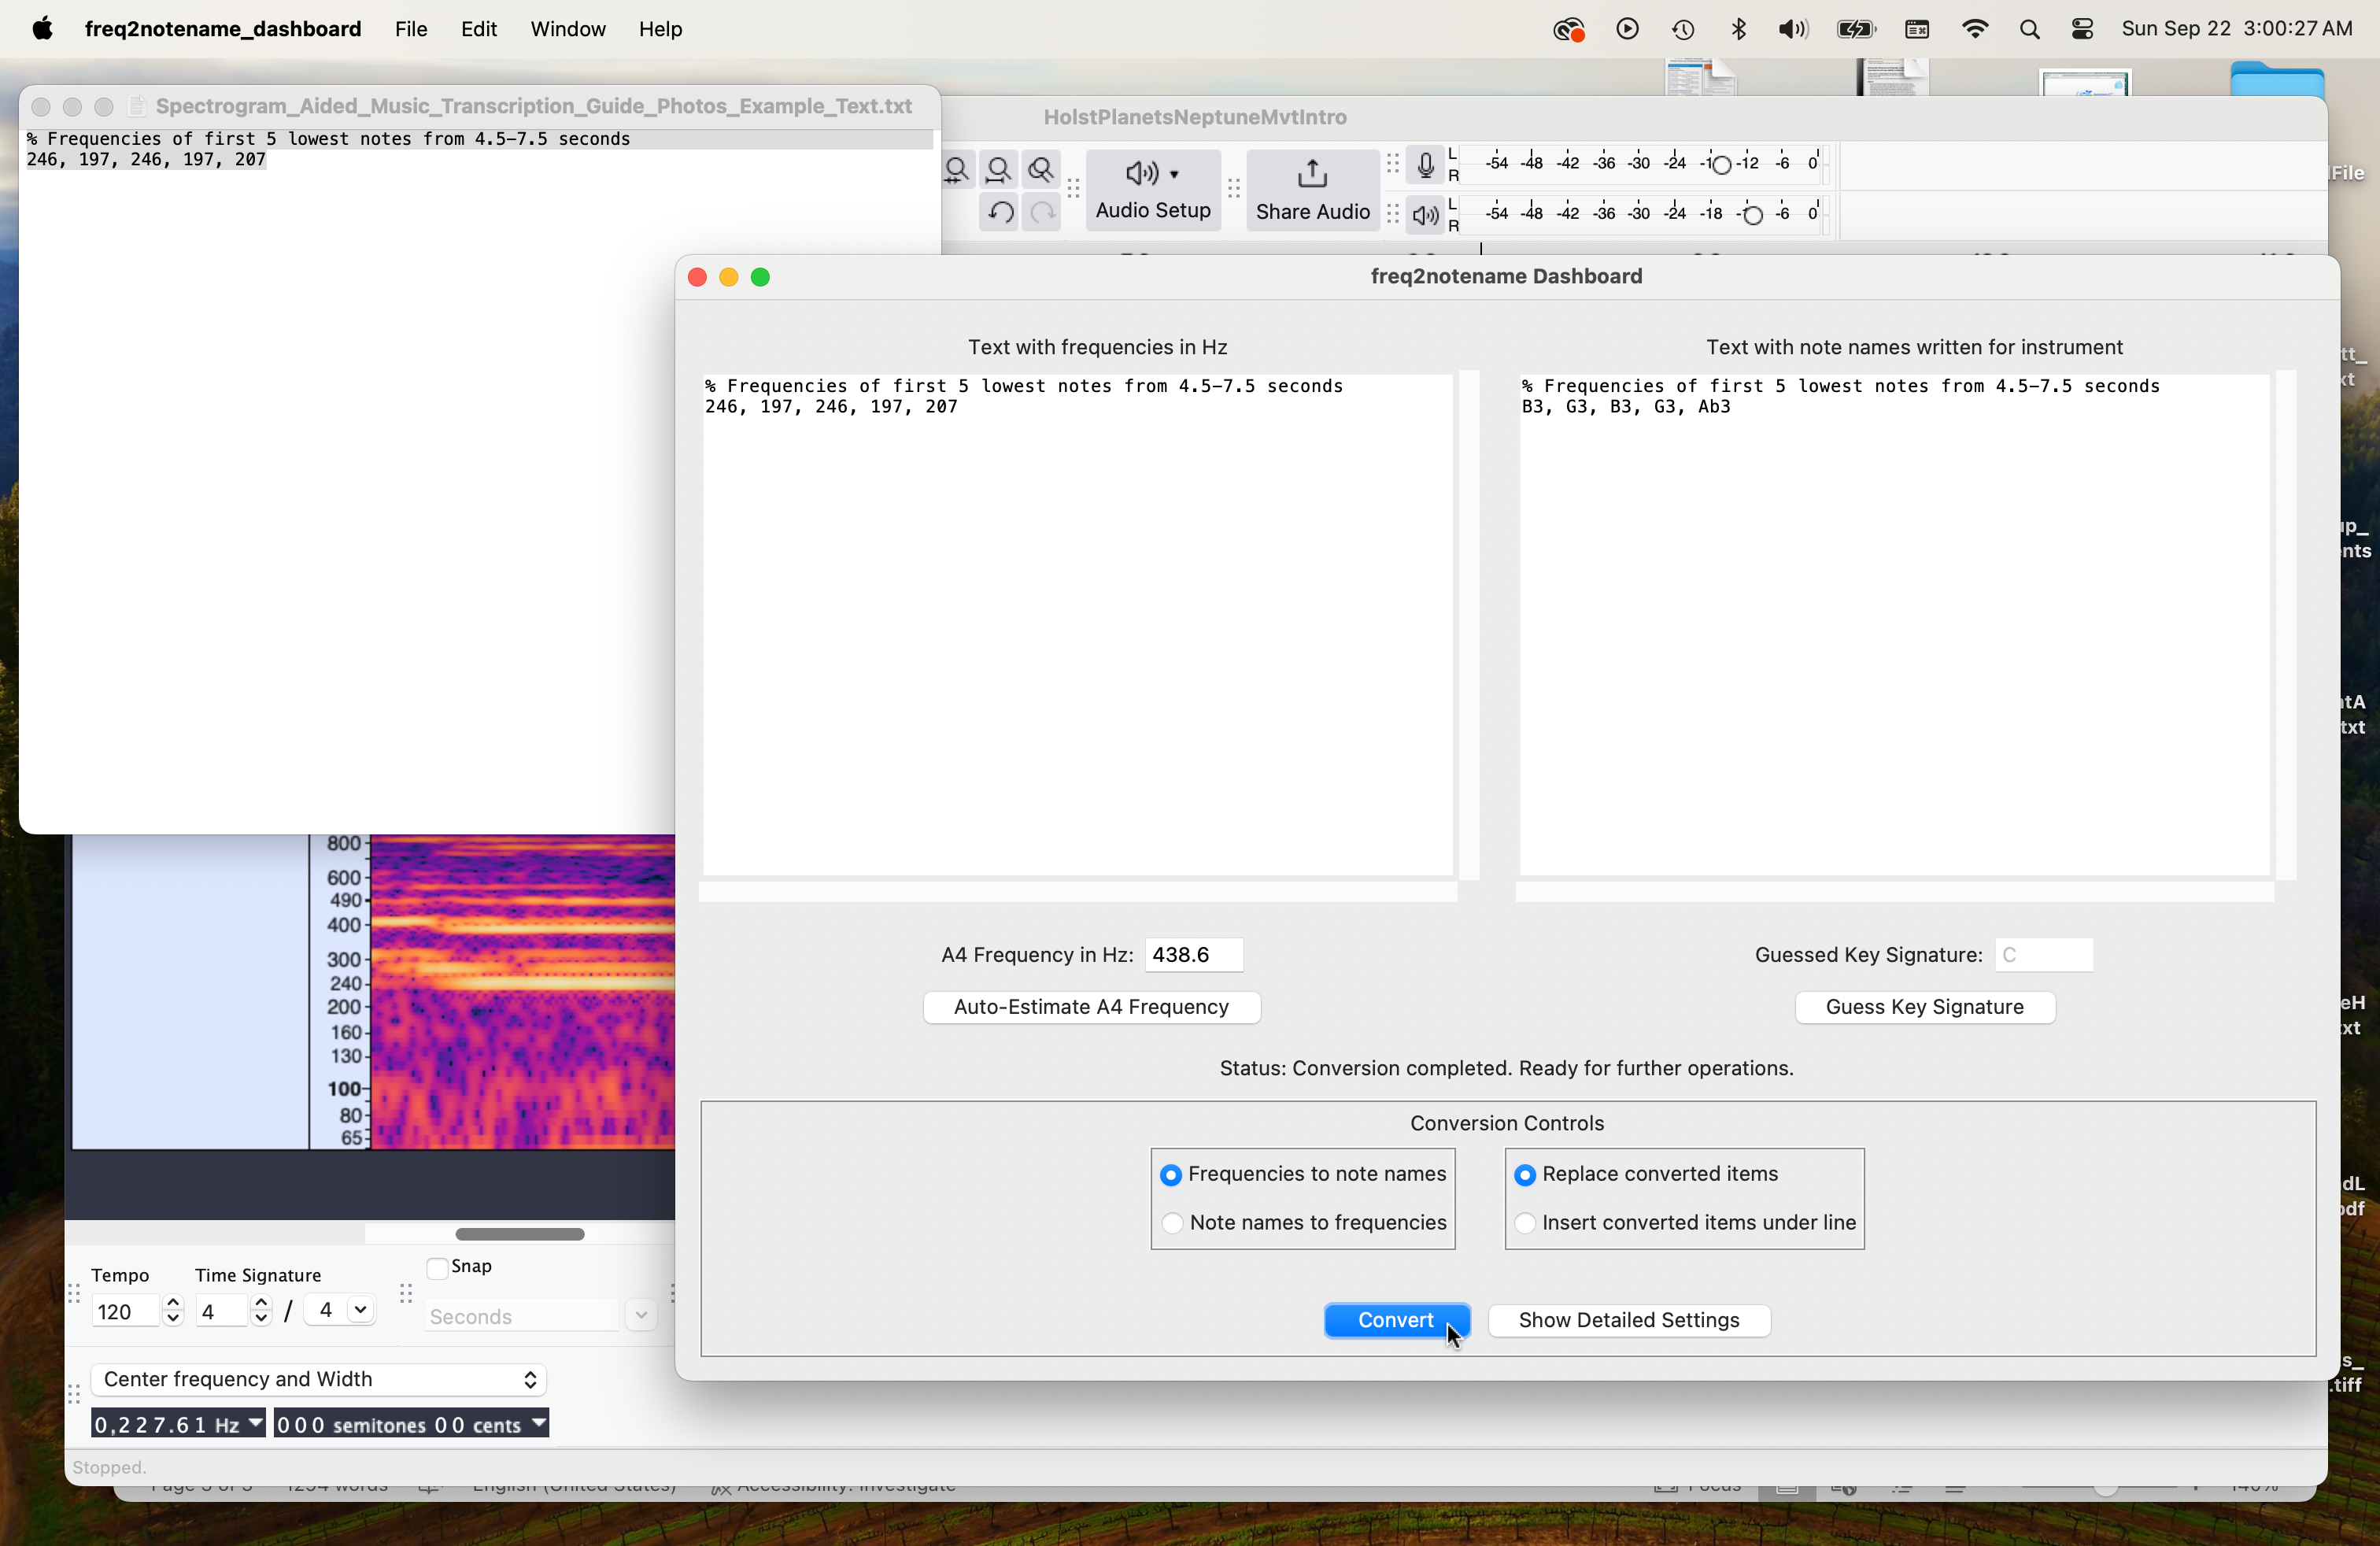 freq2notename_dashboard File Edit Window Help Sun Sep 22 3:00:27 AM
Spectrogram_Aided_Music_Transcription_Guide_Photos_Example_Text.txt
% Frequencies of first 5 lowest notes from 4.5-7.5 seconds
246, 197, 246, 197, 207
HolstPlanetsNeptuneMvtIntro
Audio Setup
Share Audio
L
R
-54 -48 -42 -36 -30 -24 -12 -6 0
L
R
-54 -48 -42 -36 -30 -24 -18 -6 0
freq2notename Dashboard
Text with frequencies in Hz
% Frequencies of first 5 lowest notes from 4.5-7.5 seconds
246, 197, 246, 197, 207
Text with note names written for instrument
% Frequencies of first 5 lowest notes from 4.5-7.5 seconds
B3, G3, B3, G3, Ab3
A4 Frequency in Hz: 438.6
Auto-Estimate A4 Frequency
Guessed Key Signature: C
Guess Key Signature
Status: Conversion completed. Ready for further operations.
Conversion Controls
Frequencies to note names
Note names to frequencies
Replace converted items
Insert converted items under line
Convert
Show Detailed Settings
800
600
490
400
300
240
200
160
130
100
80
65
Tempo
120
Time Signature
4 / 4
Snap
Seconds
Center frequency and Width
0,227.61 Hz 000 semitones 00 cents
Stopped.
File
.tiff